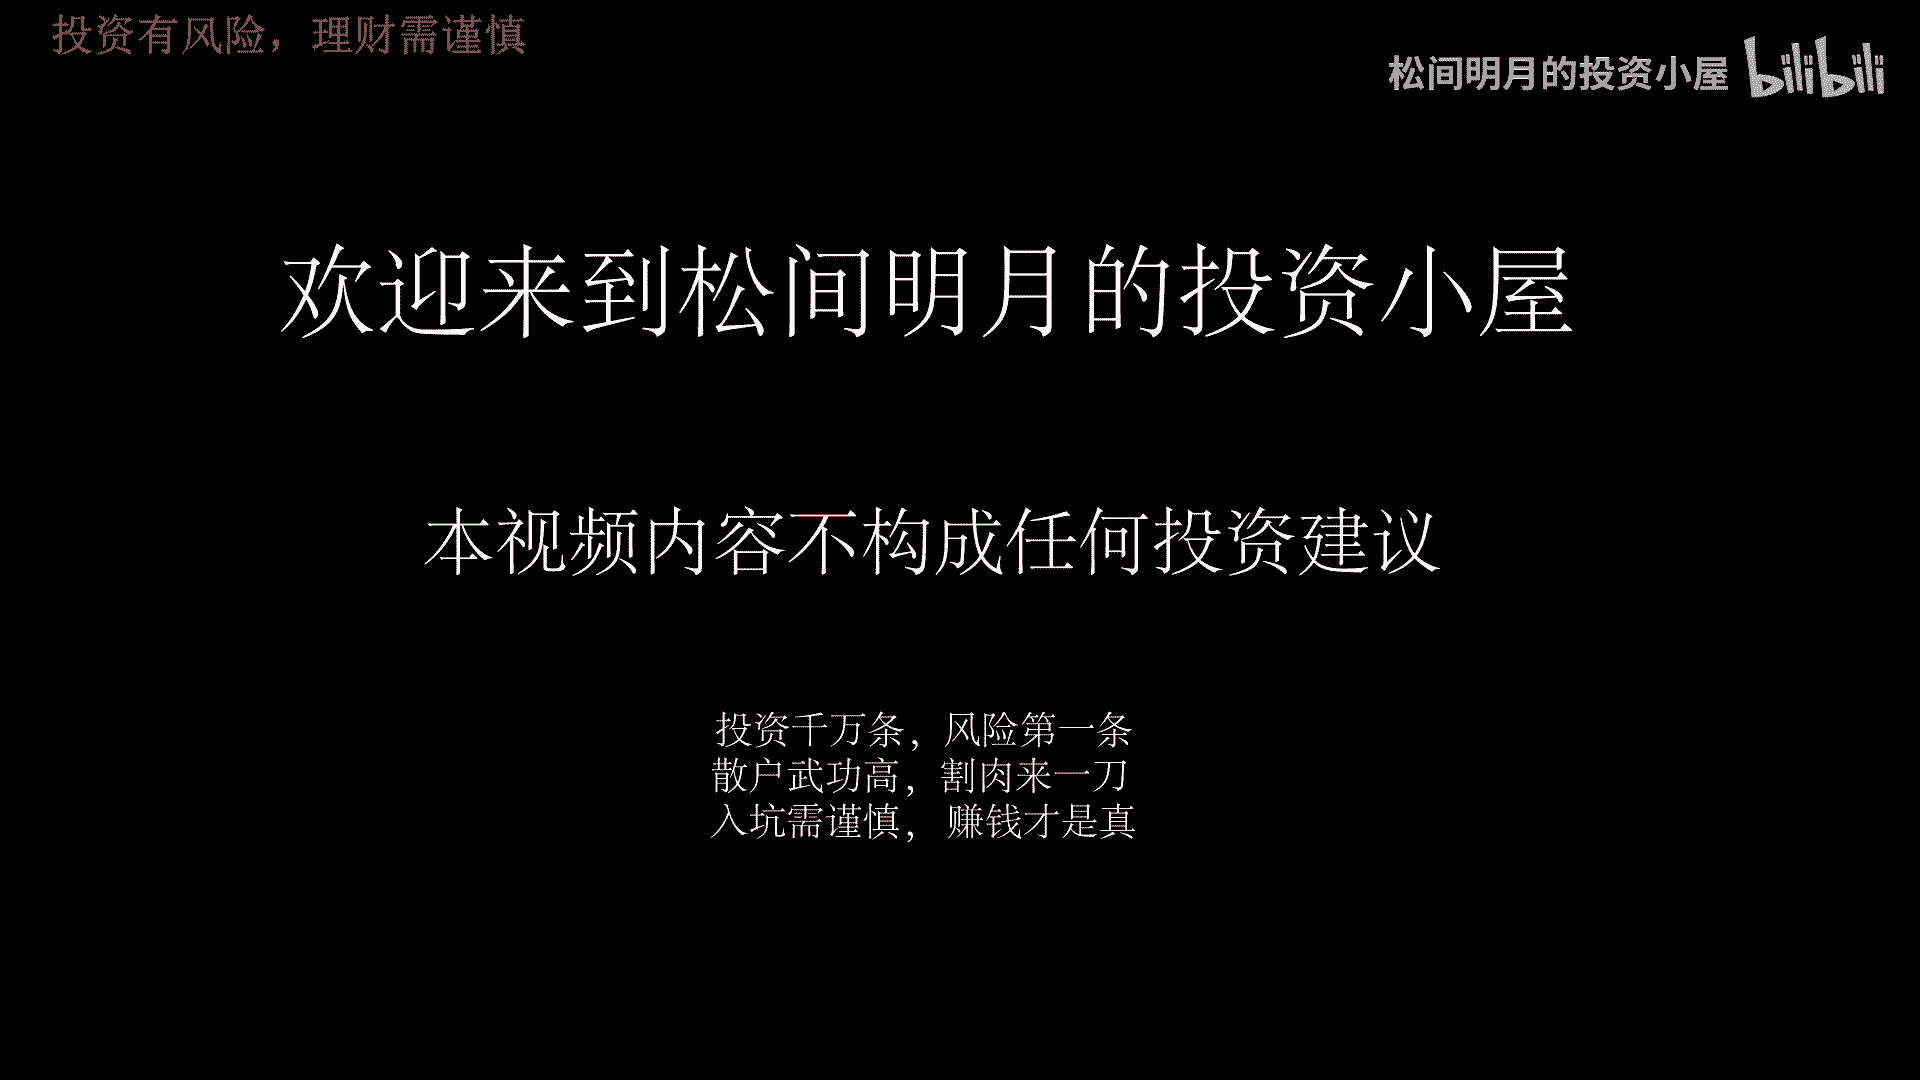 投资有风险，理财需谨慎
松间明月的投资小屋 bilibili
欢迎来到松间明月的投资小屋
本视频内容不构成任何投资建议
投资千万条，风险第一条
散户武功高，割肉来一刀
入坑需谨慎，赚钱才是真